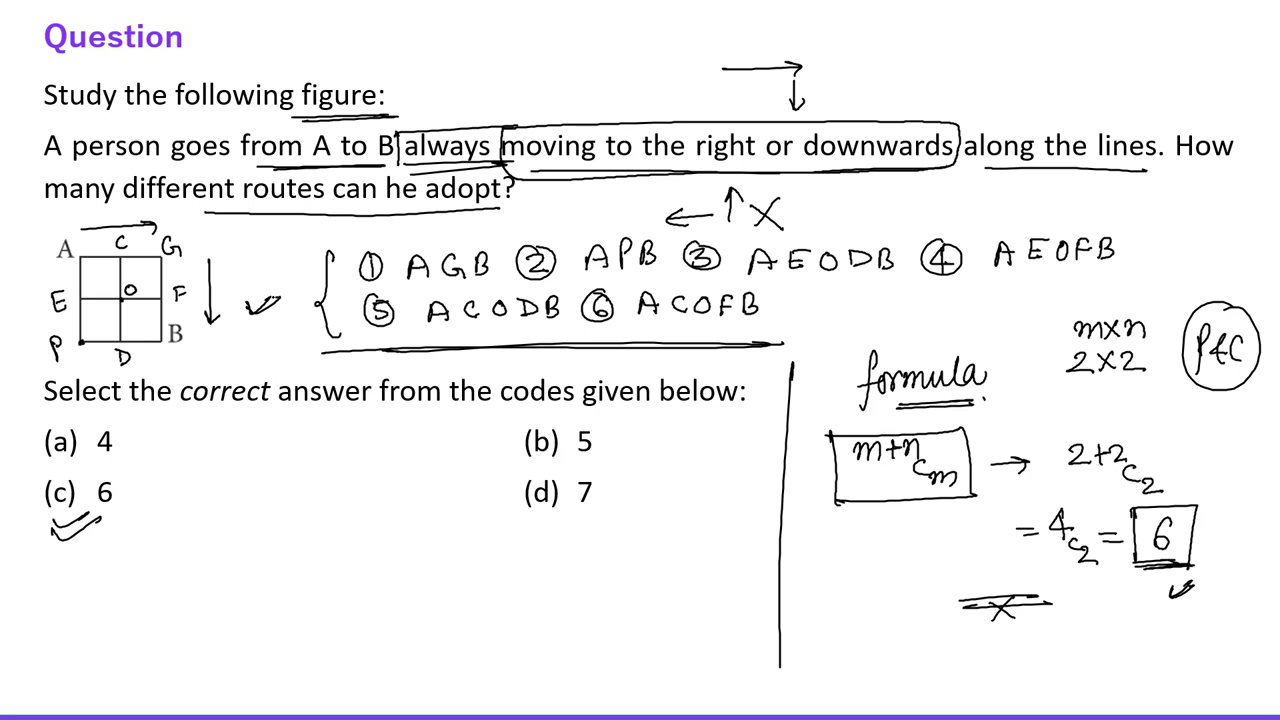 Question
Study the following figure:
A person goes from A to B always moving to the right or downwards along the lines. How
many different routes can he adopt?
← ↑ X
A C G
E O F
P D B
① AGB ② APB ③ AEODB ④ AEOFB
⑤ ACODB ⑥ ACOFB
Select the correct answer from the codes given below:
(a) 4
(b) 5
(c) 6
(d) 7
m×n
2×2
P&C
formula
m+n
C m
→ 2+2
C 2
= 4 C 2 = 6
X